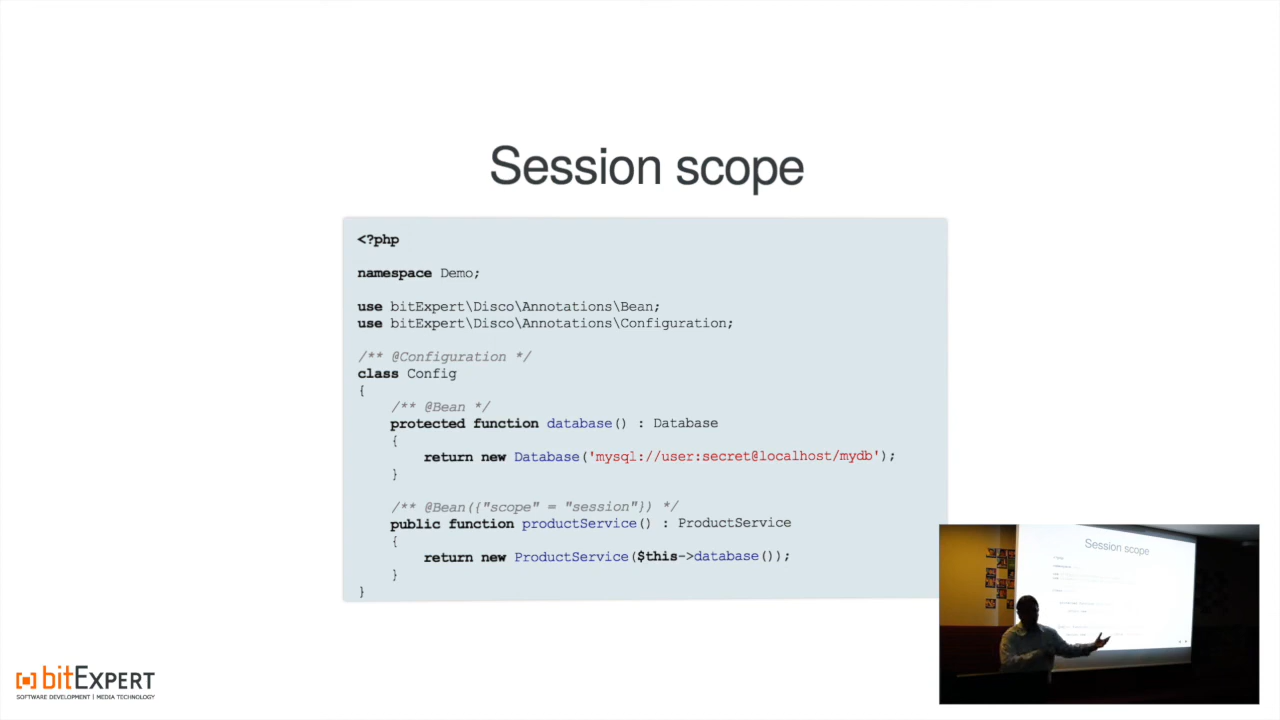 Session scope
<?php
namespace Demo;
use bitExpert\Disco\Annotations\Bean;
use bitExpert\Disco\Annotations\Configuration;
/** @Configuration */
class Config
{
/** @Bean */
protected function database() : Database
{
return new Database('mysql://user:secret@localhost/mydb');
}
/** @Bean({"scope" = "session"}) */
public function productService() : ProductService
{
return new ProductService($this->database());
}
}
Session scope
bitExpert
SOFTWARE DEVELOPMENT | MEDIA TECHNOLOGY